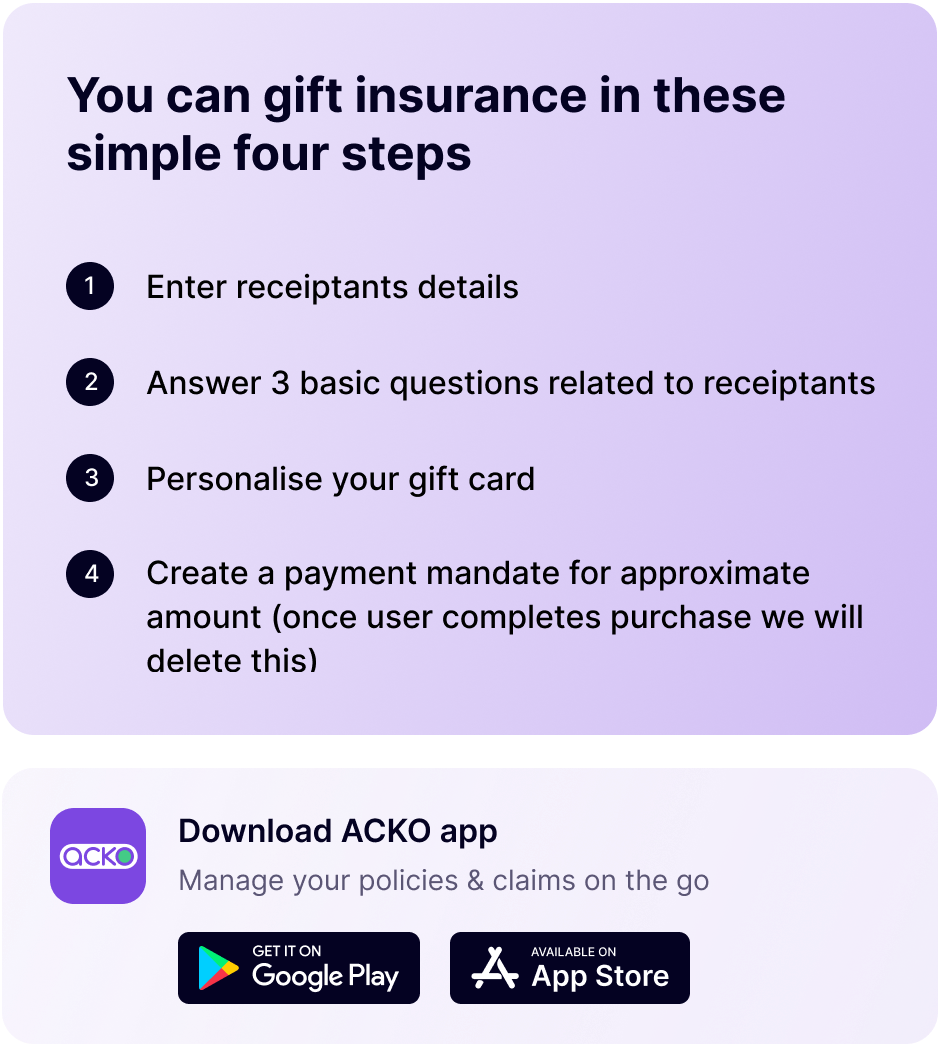 You can gift insurance in these
simple four steps
1 Enter receiptants details
2 Answer 3 basic questions related to receiptants
3 Personalise your gift card
4 Create a payment mandate for approximate
amount (once user completes purchase we will
delete this)
acko
Download ACKO app
Manage your policies & claims on the go
GET IT ON
Google Play
AVAILABLE ON
App Store